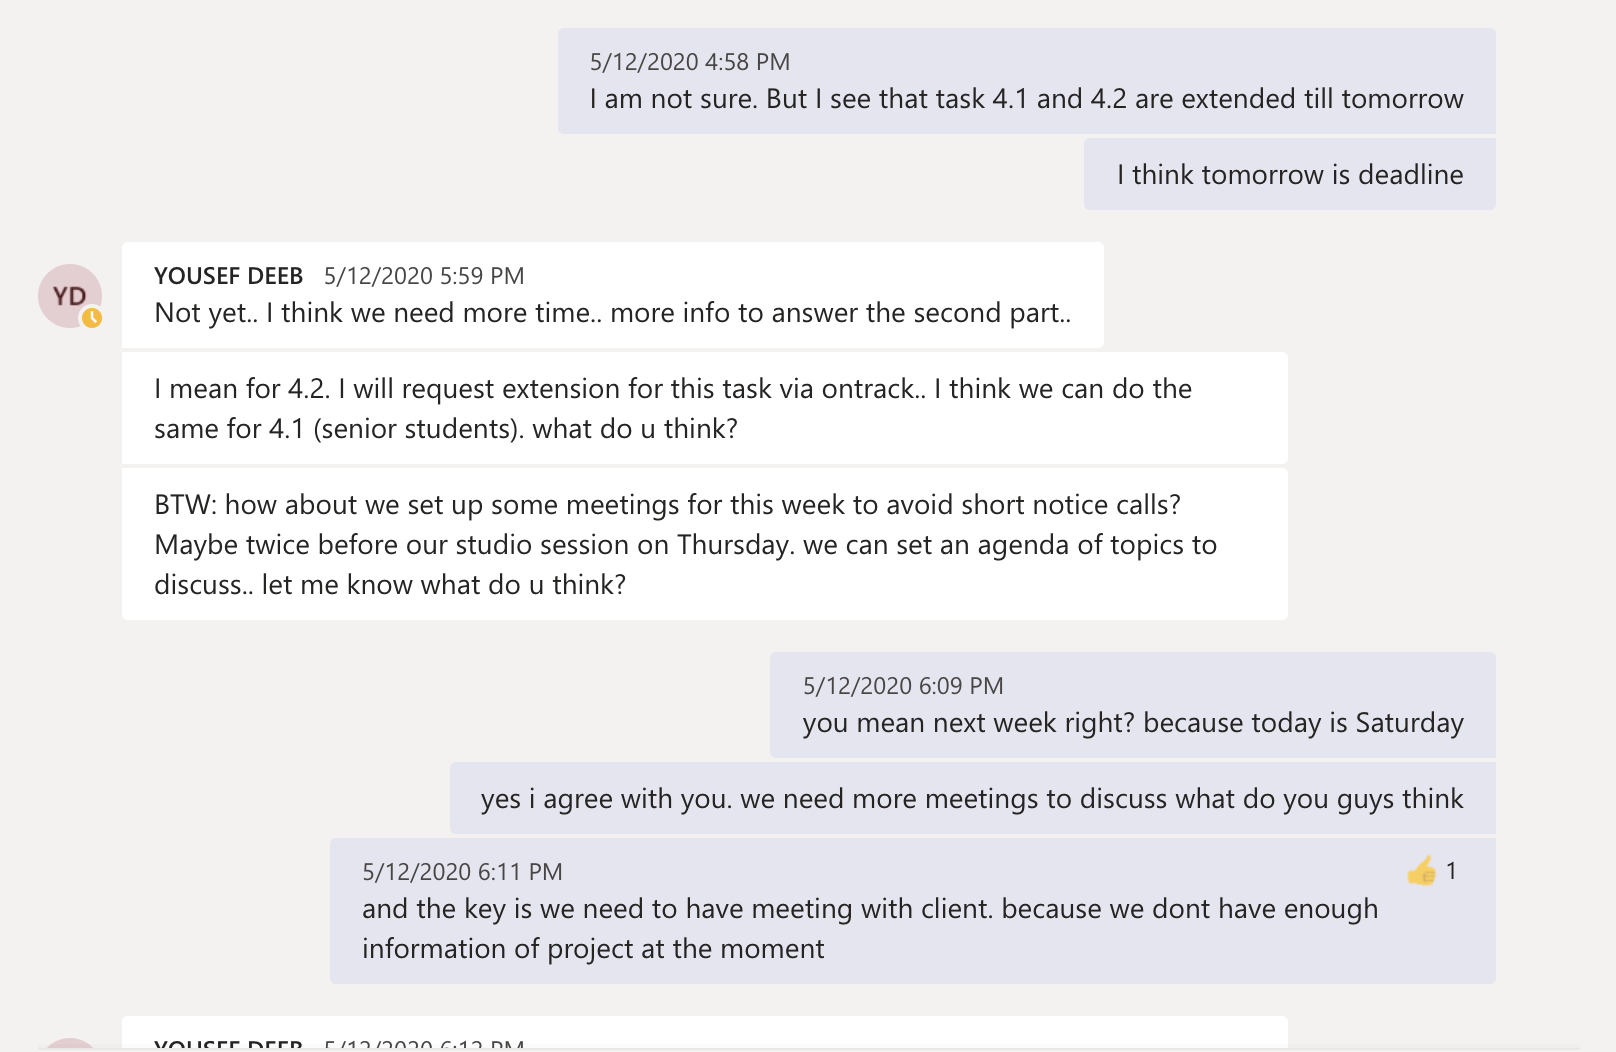 5/12/2020 4:58 PM
I am not sure. But I see that task 4.1 and 4.2 are extended till tomorrow
I think tomorrow is deadline
YD
YOUSEF DEEB 5/12/2020 5:59 PM
Not yet.. I think we need more time.. more info to answer the second part..
I mean for 4.2. I will request extension for this task via ontrack.. I think we can do the
same for 4.1 (senior students). what do u think?
BTW: how about we set up some meetings for this week to avoid short notice calls?
Maybe twice before our studio session on Thursday. we can set an agenda of topics to
discuss.. let me know what do u think?
5/12/2020 6:09 PM
you mean next week right? because today is Saturday
yes i agree with you. we need more meetings to discuss what do you guys think
5/12/2020 6:11 PM
👍 1
and the key is we need to have meeting with client. because we dont have enough
information of project at the moment
YOUSEF DEEB 5/12/2020 6:12 PM